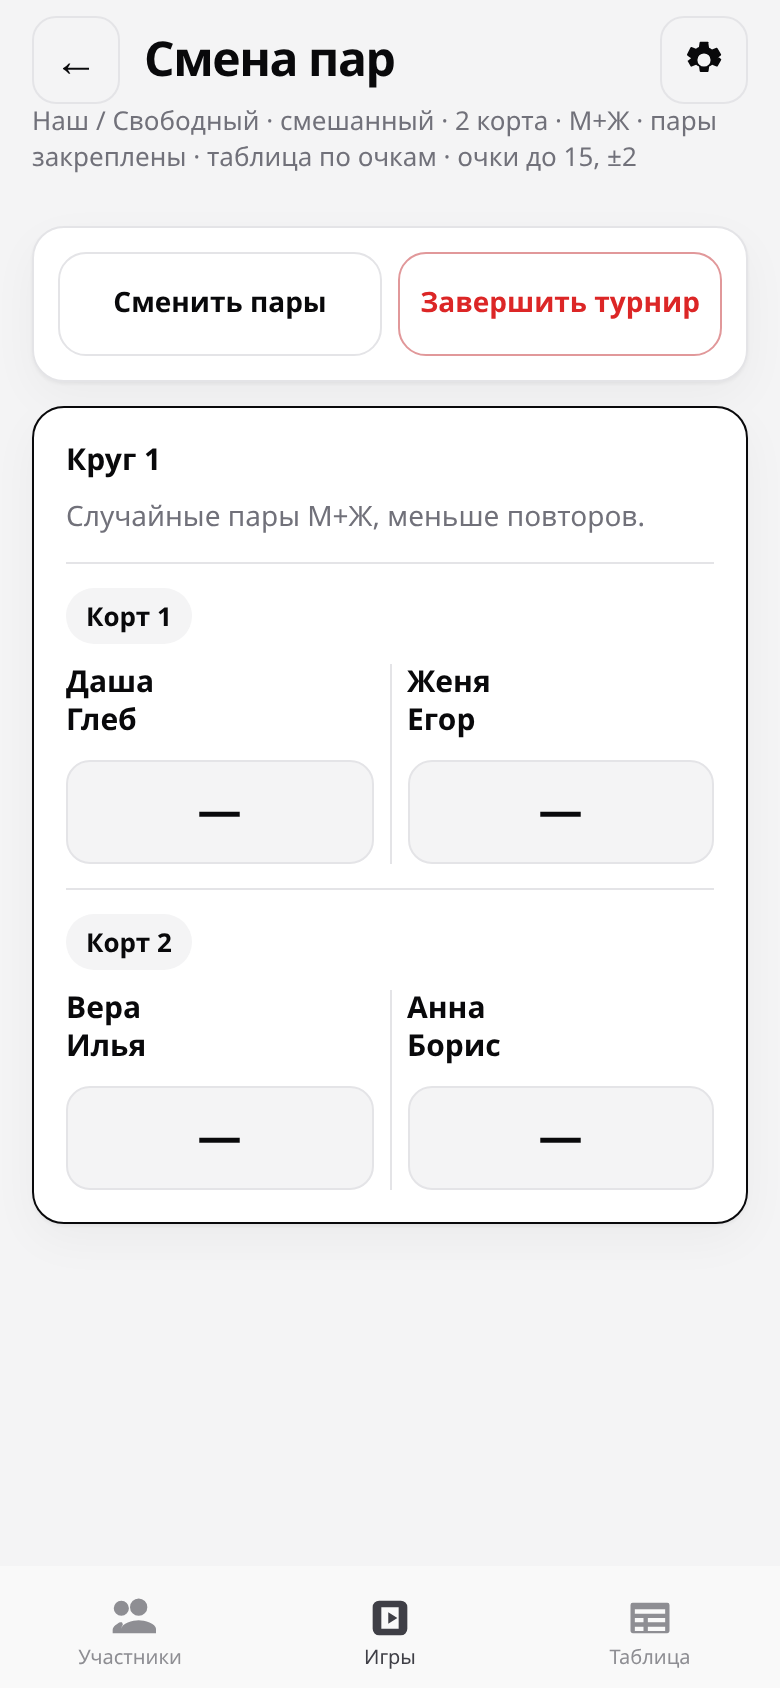 ← Смена пар
Наш / Свободный · смешанный · 2 корта · М+Ж · пары
закреплены · таблица по очкам · очки до 15, ±2
Сменить пары
Завершить турнир
Круг 1
Случайные пары М+Ж, меньше повторов.
Корт 1
Даша
Глеб
Женя
Егор
—
—
Корт 2
Вера
Илья
Анна
Борис
—
—
Участники
Игры
Таблица